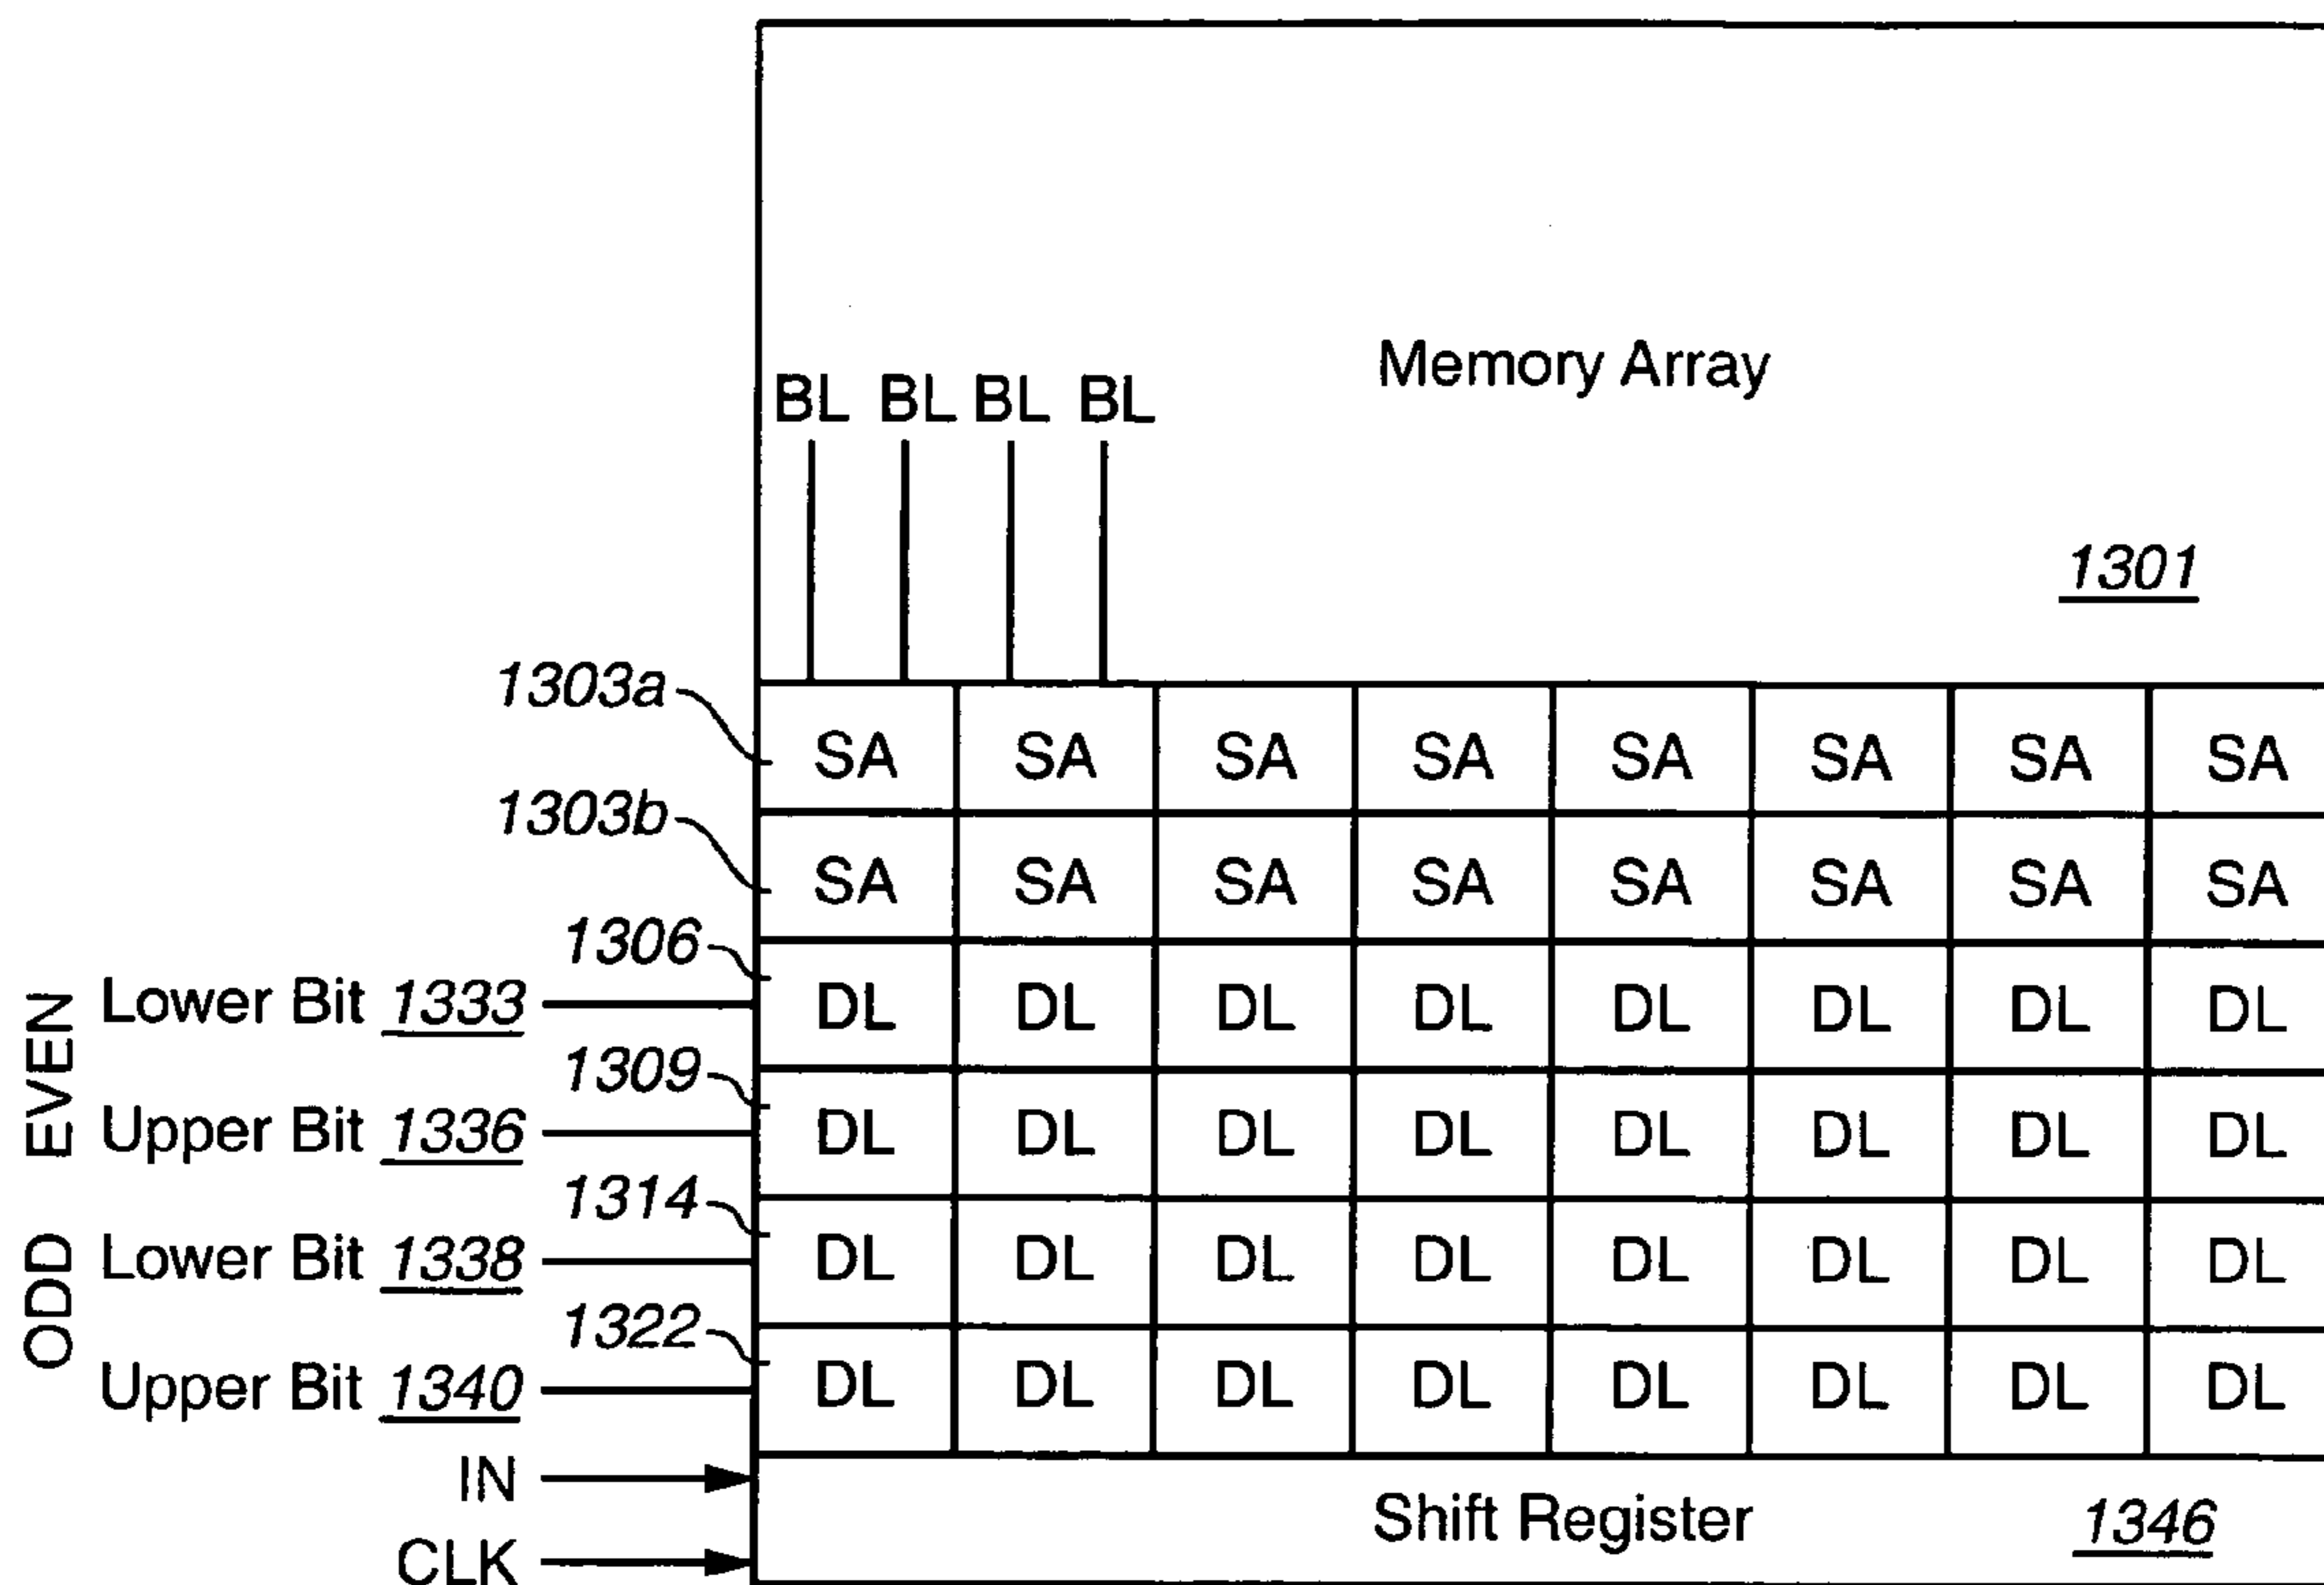 Memory Array
BL BL BL BL
1301
1303a
SA SA SA SA SA SA SA SA
1303b
SA SA SA SA SA SA SA SA
1306
EVEN
Lower Bit 1333
DL DL DL DL DL DL DL DL
1309
Upper Bit 1336
DL DL DL DL DL DL DL DL
1314
ODD
Lower Bit 1338
DL DL DL DL DL DL DL DL
1322
Upper Bit 1340
DL DL DL DL DL DL DL DL
IN
Shift Register 1346
CLK